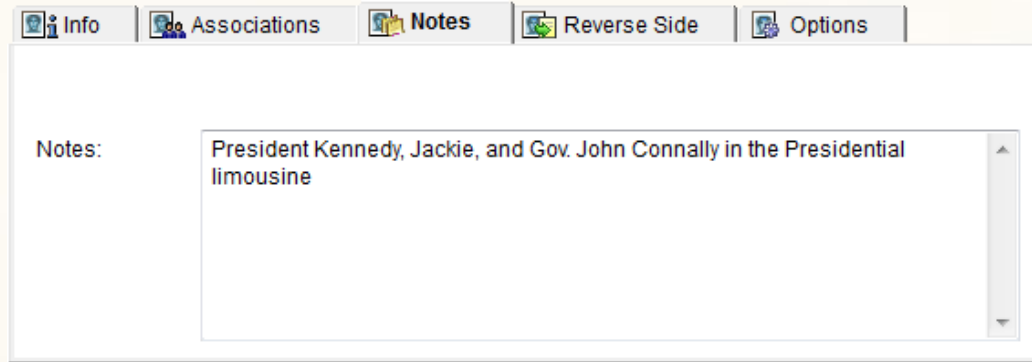 Info Associations Notes Reverse Side Options
Notes:
President Kennedy, Jackie, and Gov. John Connally in the Presidential
limousine